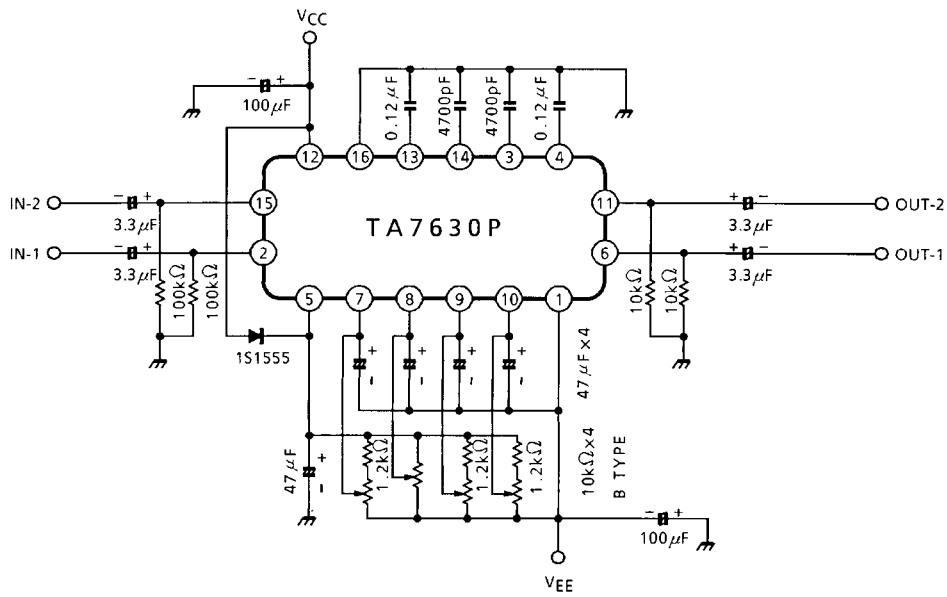 VCC
− +
100μF
0.12μF
4700pF
4700pF
0.12μF
12
16
13
14
3
4
IN-2
− +
3.3μF
15
TA7630P
11
+ −
3.3μF
OUT-2
IN-1
− +
3.3μF
2
6
+ −
3.3μF
OUT-1
100kΩ
100kΩ
10kΩ
10kΩ
5
7
8
9
10
1
1S1555
+
−
+
−
+
−
+
−
47μF×4
47μF
+
−
1.2kΩ
1.2kΩ
1.2kΩ
10kΩ×4
B TYPE
− +
100μF
VEE